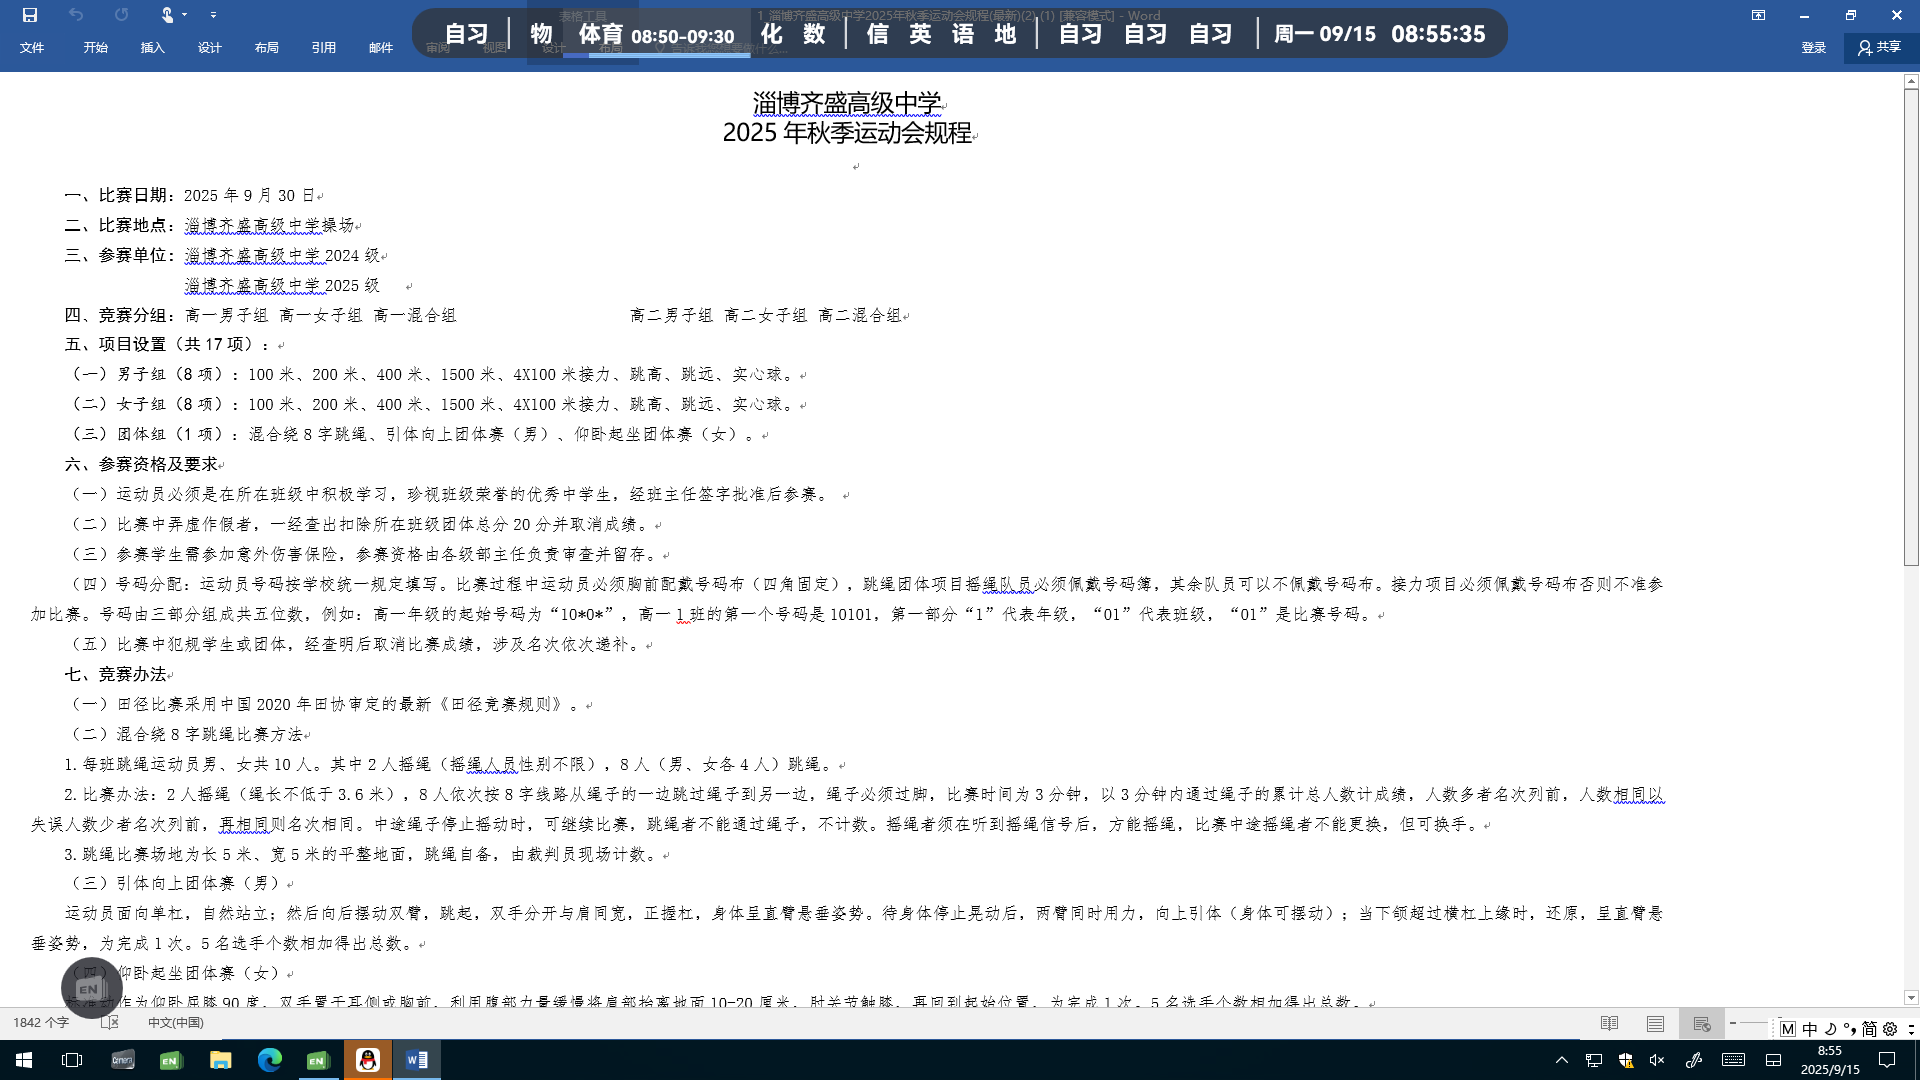 自习 | 物 体育 08:50-09:30 化 数 | 信 英 语 地 | 自习 自习 自习 | 周一 09/15 08:55:35
表格工具
1_淄博齐盛高级中学2025年秋季运动会规程(最新)(2) (1) [兼容模式] - Word
文件 开始 插入 设计 布局 引用 邮件 审阅 视图 设计 布局 登录 共享
淄博齐盛高级中学
2025 年秋季运动会规程
一、比赛日期：2025 年 9 月 30 日
二、比赛地点：淄博齐盛高级中学操场
三、参赛单位：淄博齐盛高级中学 2024 级
淄博齐盛高级中学 2025 级
四、竞赛分组：高一男子组 高一女子组 高一混合组 高二男子组 高二女子组 高二混合组
五、项目设置（共 17 项）：
（一）男子组（8 项）：100 米、200 米、400 米、1500 米、4X100 米接力、跳高、跳远、实心球。
（二）女子组（8 项）：100 米、200 米、400 米、1500 米、4X100 米接力、跳高、跳远、实心球。
（三）团体组（1 项）：混合绕 8 字跳绳、引体向上团体赛（男）、仰卧起坐团体赛（女）。
六、参赛资格及要求
（一）运动员必须是在所在班级中积极学习，珍视班级荣誉的优秀中学生，经班主任签字批准后参赛。
（二）比赛中弄虚作假者，一经查出扣除所在班级团体总分 20 分并取消成绩。
（三）参赛学生需参加意外伤害保险，参赛资格由各级部主任负责审查并留存。
（四）号码分配：运动员号码按学校统一规定填写。比赛过程中运动员必须胸前配戴号码布（四角固定），跳绳团体项目摇绳队员必须佩戴号码簿，其余队员可以不佩戴号码布。接力项目必须佩戴号码布否则不准参
加比赛。号码由三部分组成共五位数，例如：高一年级的起始号码为“10*0*”，高一 1 班的第一个号码是 10101，第一部分“1”代表年级，“01”代表班级，“01”是比赛号码。
（五）比赛中犯规学生或团体，经查明后取消比赛成绩，涉及名次依次递补。
七、竞赛办法
（一）田径比赛采用中国 2020 年田协审定的最新《田径竞赛规则》。
（二）混合绕 8 字跳绳比赛方法
1. 每班跳绳运动员男、女共 10 人。其中 2 人摇绳（摇绳人员性别不限），8 人（男、女各 4 人）跳绳。
2. 比赛办法：2 人摇绳（绳长不低于 3.6 米），8 人依次按 8 字线路从绳子的一边跳过绳子到另一边，绳子必须过脚，比赛时间为 3 分钟，以 3 分钟内通过绳子的累计总人数计成绩，人数多者名次列前，人数相同以
失误人数少者名次列前，再相同则名次相同。中途绳子停止摇动时，可继续比赛，跳绳者不能通过绳子，不计数。摇绳者须在听到摇绳信号后，方能摇绳，比赛中途摇绳者不能更换，但可换手。
3. 跳绳比赛场地为长 5 米、宽 5 米的平整地面，跳绳自备，由裁判员现场计数。
（三）引体向上团体赛（男）
运动员面向单杠，自然站立；然后向后摆动双臂，跳起，双手分开与肩同宽，正握杠，身体呈直臂悬垂姿势。待身体停止晃动后，两臂同时用力，向上引体（身体可摆动）；当下颌超过横杠上缘时，还原，呈直臂悬
垂姿势，为完成 1 次。5 名选手个数相加得出总数。
（四）仰卧起坐团体赛（女）
标准动作为仰卧屈膝 90 度，双手置于耳侧或胸前，利用腹部力量缓慢将肩部抬离地面 10-20 厘米，肘关节触膝，再回到起始位置，为完成 1 次。5 名选手个数相加得出总数。
EN
1842 个字 中文(中国)
M 中 简
8:55
2025/9/15